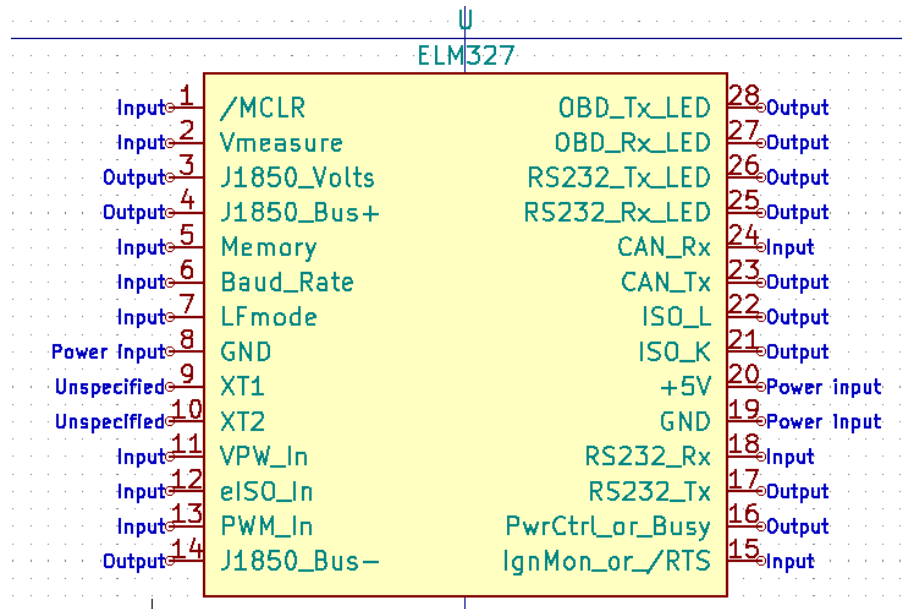 U
ELM327
Input 1 /MCLR OBD_Tx_LED 28 Output
Input 2 Vmeasure OBD_Rx_LED 27 Output
Output 3 J1850_Volts RS232_Tx_LED 26 Output
Output 4 J1850_Bus+ RS232_Rx_LED 25 Output
Input 5 Memory CAN_Rx 24 Input
Input 6 Baud_Rate CAN_Tx 23 Output
Input 7 LFmode ISO_L 22 Output
Power input 8 GND ISO_K 21 Output
Unspecified 9 XT1 +5V 20 Power input
Unspecified 10 XT2 GND 19 Power input
Input 11 VPW_In RS232_Rx 18 Input
Input 12 eISO_In RS232_Tx 17 Output
Input 13 PWM_In PwrCtrl_or_Busy 16 Output
Output 14 J1850_Bus- IgnMon_or_/RTS 15 Input